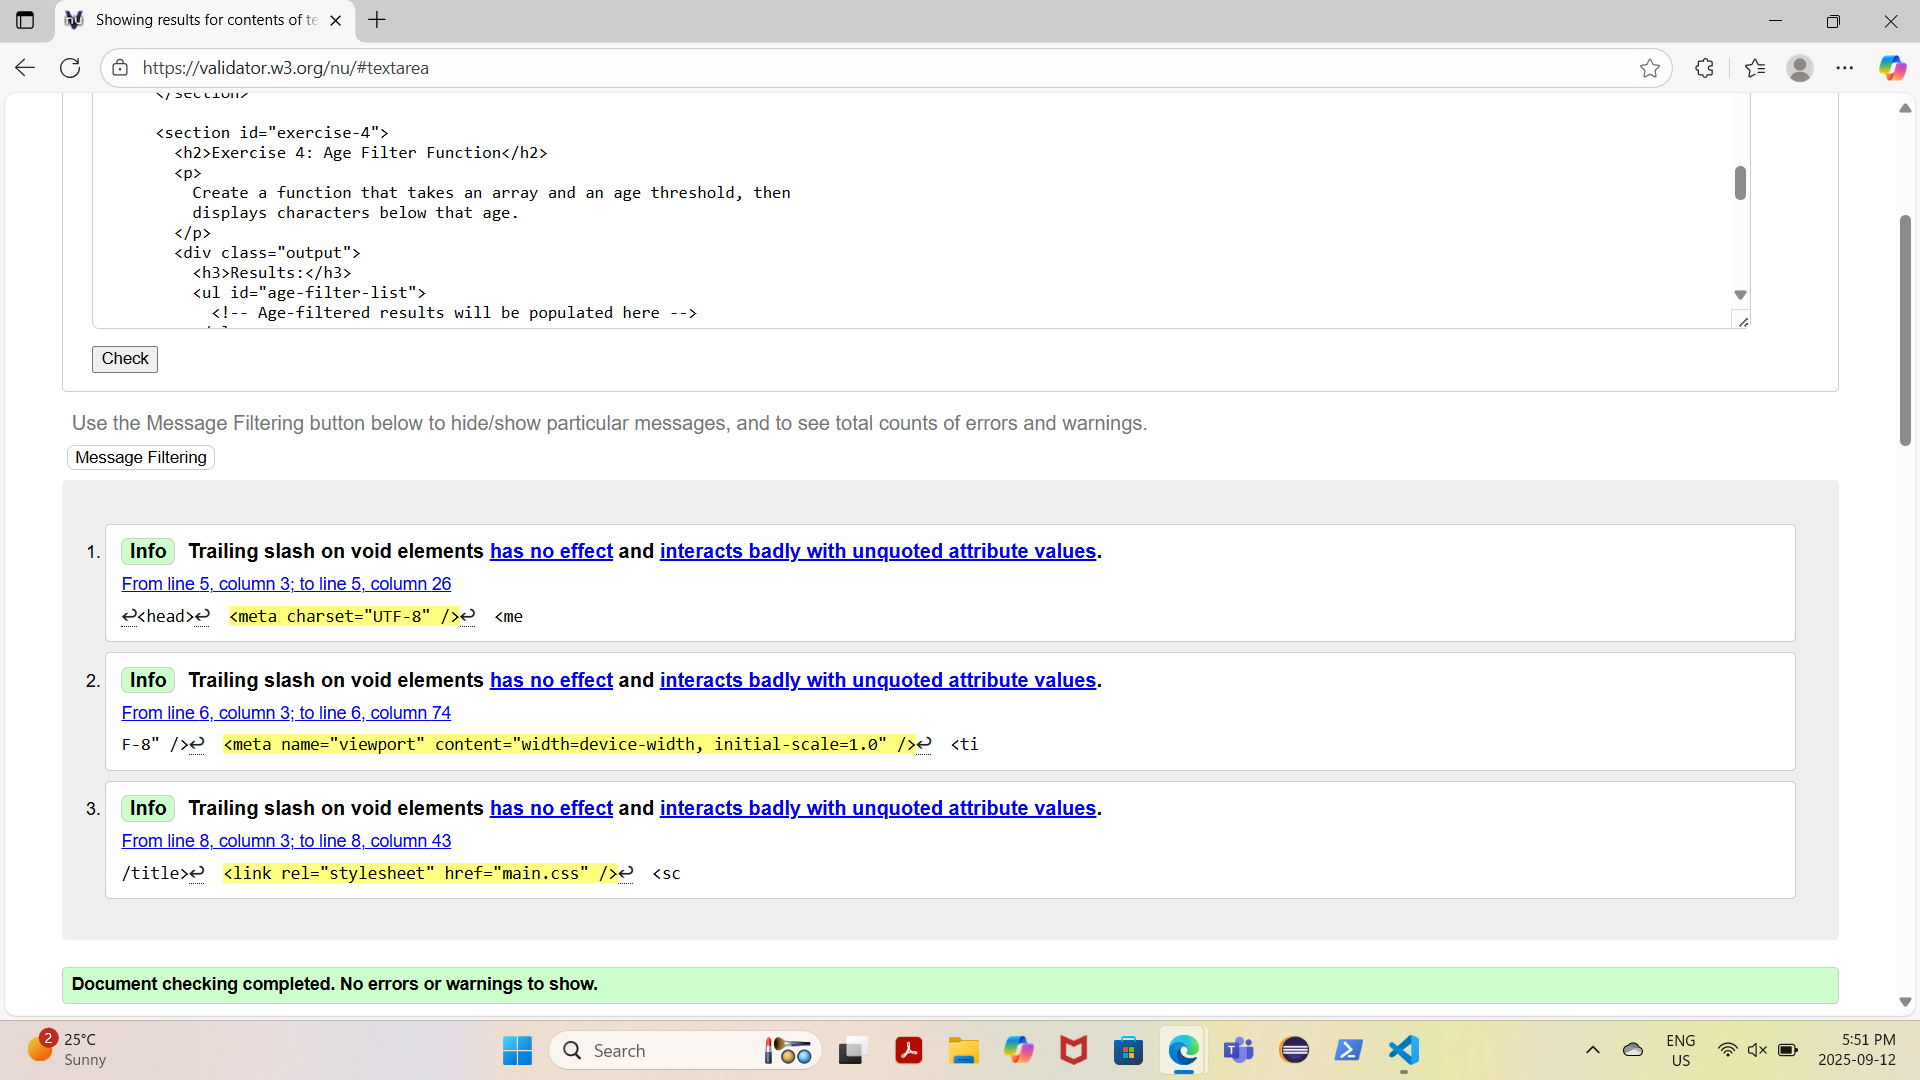 Showing results for contents of te
https://validator.w3.org/nu/#textarea
</section>
<section id="exercise-4">
<h2>Exercise 4: Age Filter Function</h2>
<p>
Create a function that takes an array and an age threshold, then
displays characters below that age.
</p>
<div class="output">
<h3>Results:</h3>
<ul id="age-filter-list">
<!-- Age-filtered results will be populated here -->
Check
Use the Message Filtering button below to hide/show particular messages, and to see total counts of errors and warnings.
Message Filtering
1. Info Trailing slash on void elements has no effect and interacts badly with unquoted attribute values.
From line 5, column 3; to line 5, column 26
↩<head>↩ <meta charset="UTF-8" />↩ <me
2. Info Trailing slash on void elements has no effect and interacts badly with unquoted attribute values.
From line 6, column 3; to line 6, column 74
F-8" />↩ <meta name="viewport" content="width=device-width, initial-scale=1.0" />↩ <ti
3. Info Trailing slash on void elements has no effect and interacts badly with unquoted attribute values.
From line 8, column 3; to line 8, column 43
/title>↩ <link rel="stylesheet" href="main.css" />↩ <sc
Document checking completed. No errors or warnings to show.
2
25°C
Sunny
Search
ENG
US
5:51 PM
2025-09-12